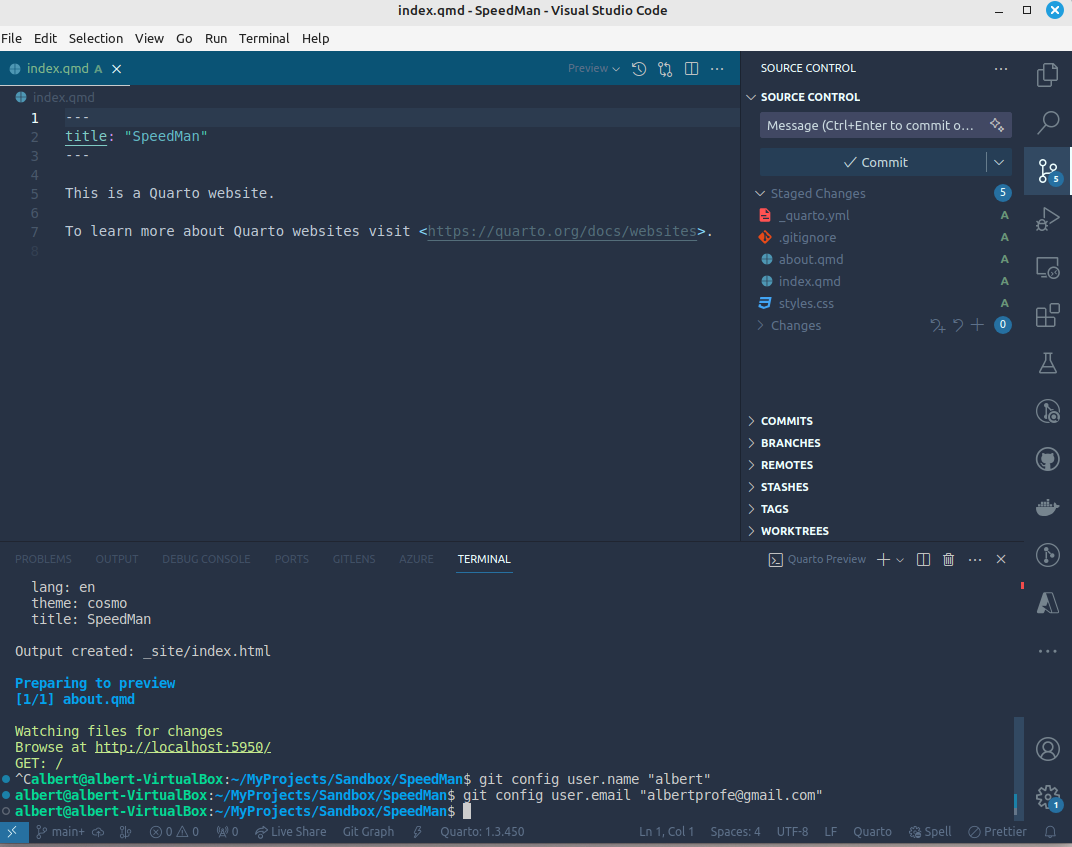 index.qmd - SpeedMan - Visual Studio Code
File Edit Selection View Go Run Terminal Help
index.qmd A
Preview
index.qmd
1 ---
2 title: "SpeedMan"
3 ---
4
5 This is a Quarto website.
6
7 To learn more about Quarto websites visit <https://quarto.org/docs/websites>.
8
SOURCE CONTROL
SOURCE CONTROL
Message (Ctrl+Enter to commit o...
Commit
Staged Changes 5
_quarto.yml A
.gitignore A
about.qmd A
index.qmd A
styles.css A
Changes 0
COMMITS
BRANCHES
REMOTES
STASHES
TAGS
WORKTREES
5
1
PROBLEMS OUTPUT DEBUG CONSOLE PORTS GITLENS AZURE TERMINAL
Quarto Preview
lang: en
theme: cosmo
title: SpeedMan
Output created: _site/index.html
Preparing to preview
[1/1] about.qmd
Watching files for changes
Browse at http://localhost:5950/
GET: /
^Calbert@albert-VirtualBox:~/MyProjects/Sandbox/SpeedMan$ git config user.name "albert"
albert@albert-VirtualBox:~/MyProjects/Sandbox/SpeedMan$ git config user.email "albertprofe@gmail.com"
albert@albert-VirtualBox:~/MyProjects/Sandbox/SpeedMan$
main+ 0 0 0 Live Share Git Graph Quarto: 1.3.450 Ln 1, Col 1 Spaces: 4 UTF-8 LF Quarto Spell Prettier